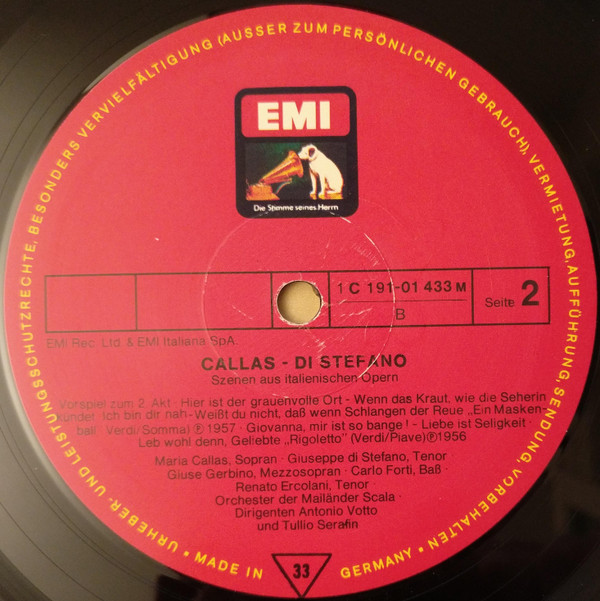 URHEBER- UND LEISTUNGSSCHUTZRECHTE, BESONDERS VERVIELFÄLTIGUNG (AUSSER ZUM PERSÖNLICHEN GEBRAUCH), VERMIETUNG, AUFFÜHRUNG, SENDUNG, VORBEHALTEN • MADE IN GERMANY •
EMI
Die Stimme seines Herrn
1 C 191-01 433 M
B
Seite 2
EMI Rec. Ltd. & EMI Italiana SpA.
CALLAS - DI STEFANO
Szenen aus italienischen Opern
Vorspiel zum 2. Akt · Hier ist der grauenvolle Ort - Wenn das Kraut, wie die Seherin
kündet · Ich bin dir nah - Weißt du nicht, daß wenn Schlangen der Reue „Ein Masken-
ball" (Verdi/Somma) Ⓟ 1957 · Giovanna, mir ist so bange! - Liebe ist Seligkeit ·
Leb wohl denn, Geliebte „Rigoletto" (Verdi/Piave) Ⓟ 1956
Maria Callas, Sopran · Giuseppe di Stefano, Tenor
Giuse Gerbino, Mezzosopran · Carlo Forti, Baß ·
Renato Ercolani, Tenor ·
Orchester der Mailänder Scala ·
Dirigenten Antonio Votto
und Tullio Serafin
33